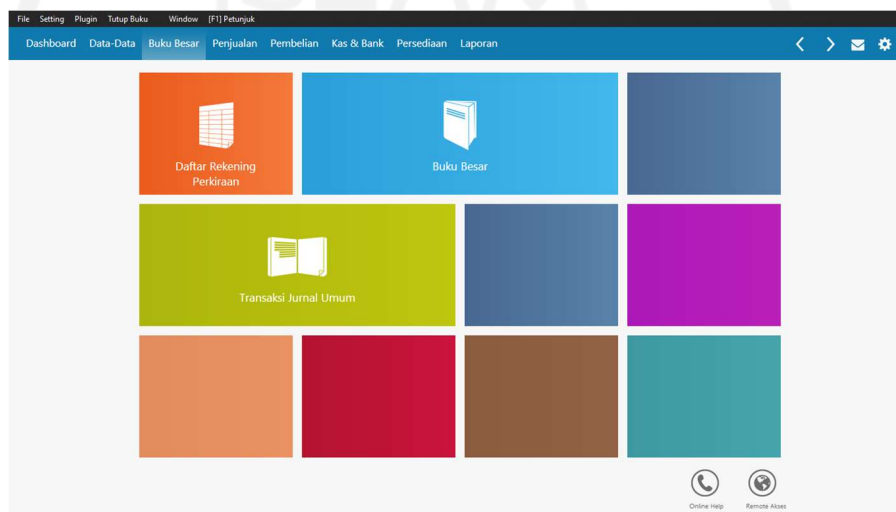 File Setting Plugin Tutup Buku Window [F1] Petunjuk
Dashboard Data-Data Buku Besar Penjualan Pembelian Kas & Bank Persediaan Laporan
Daftar Rekening
Perkiraan
Buku Besar
Transaksi Jurnal Umum
Online Help Remote Akses